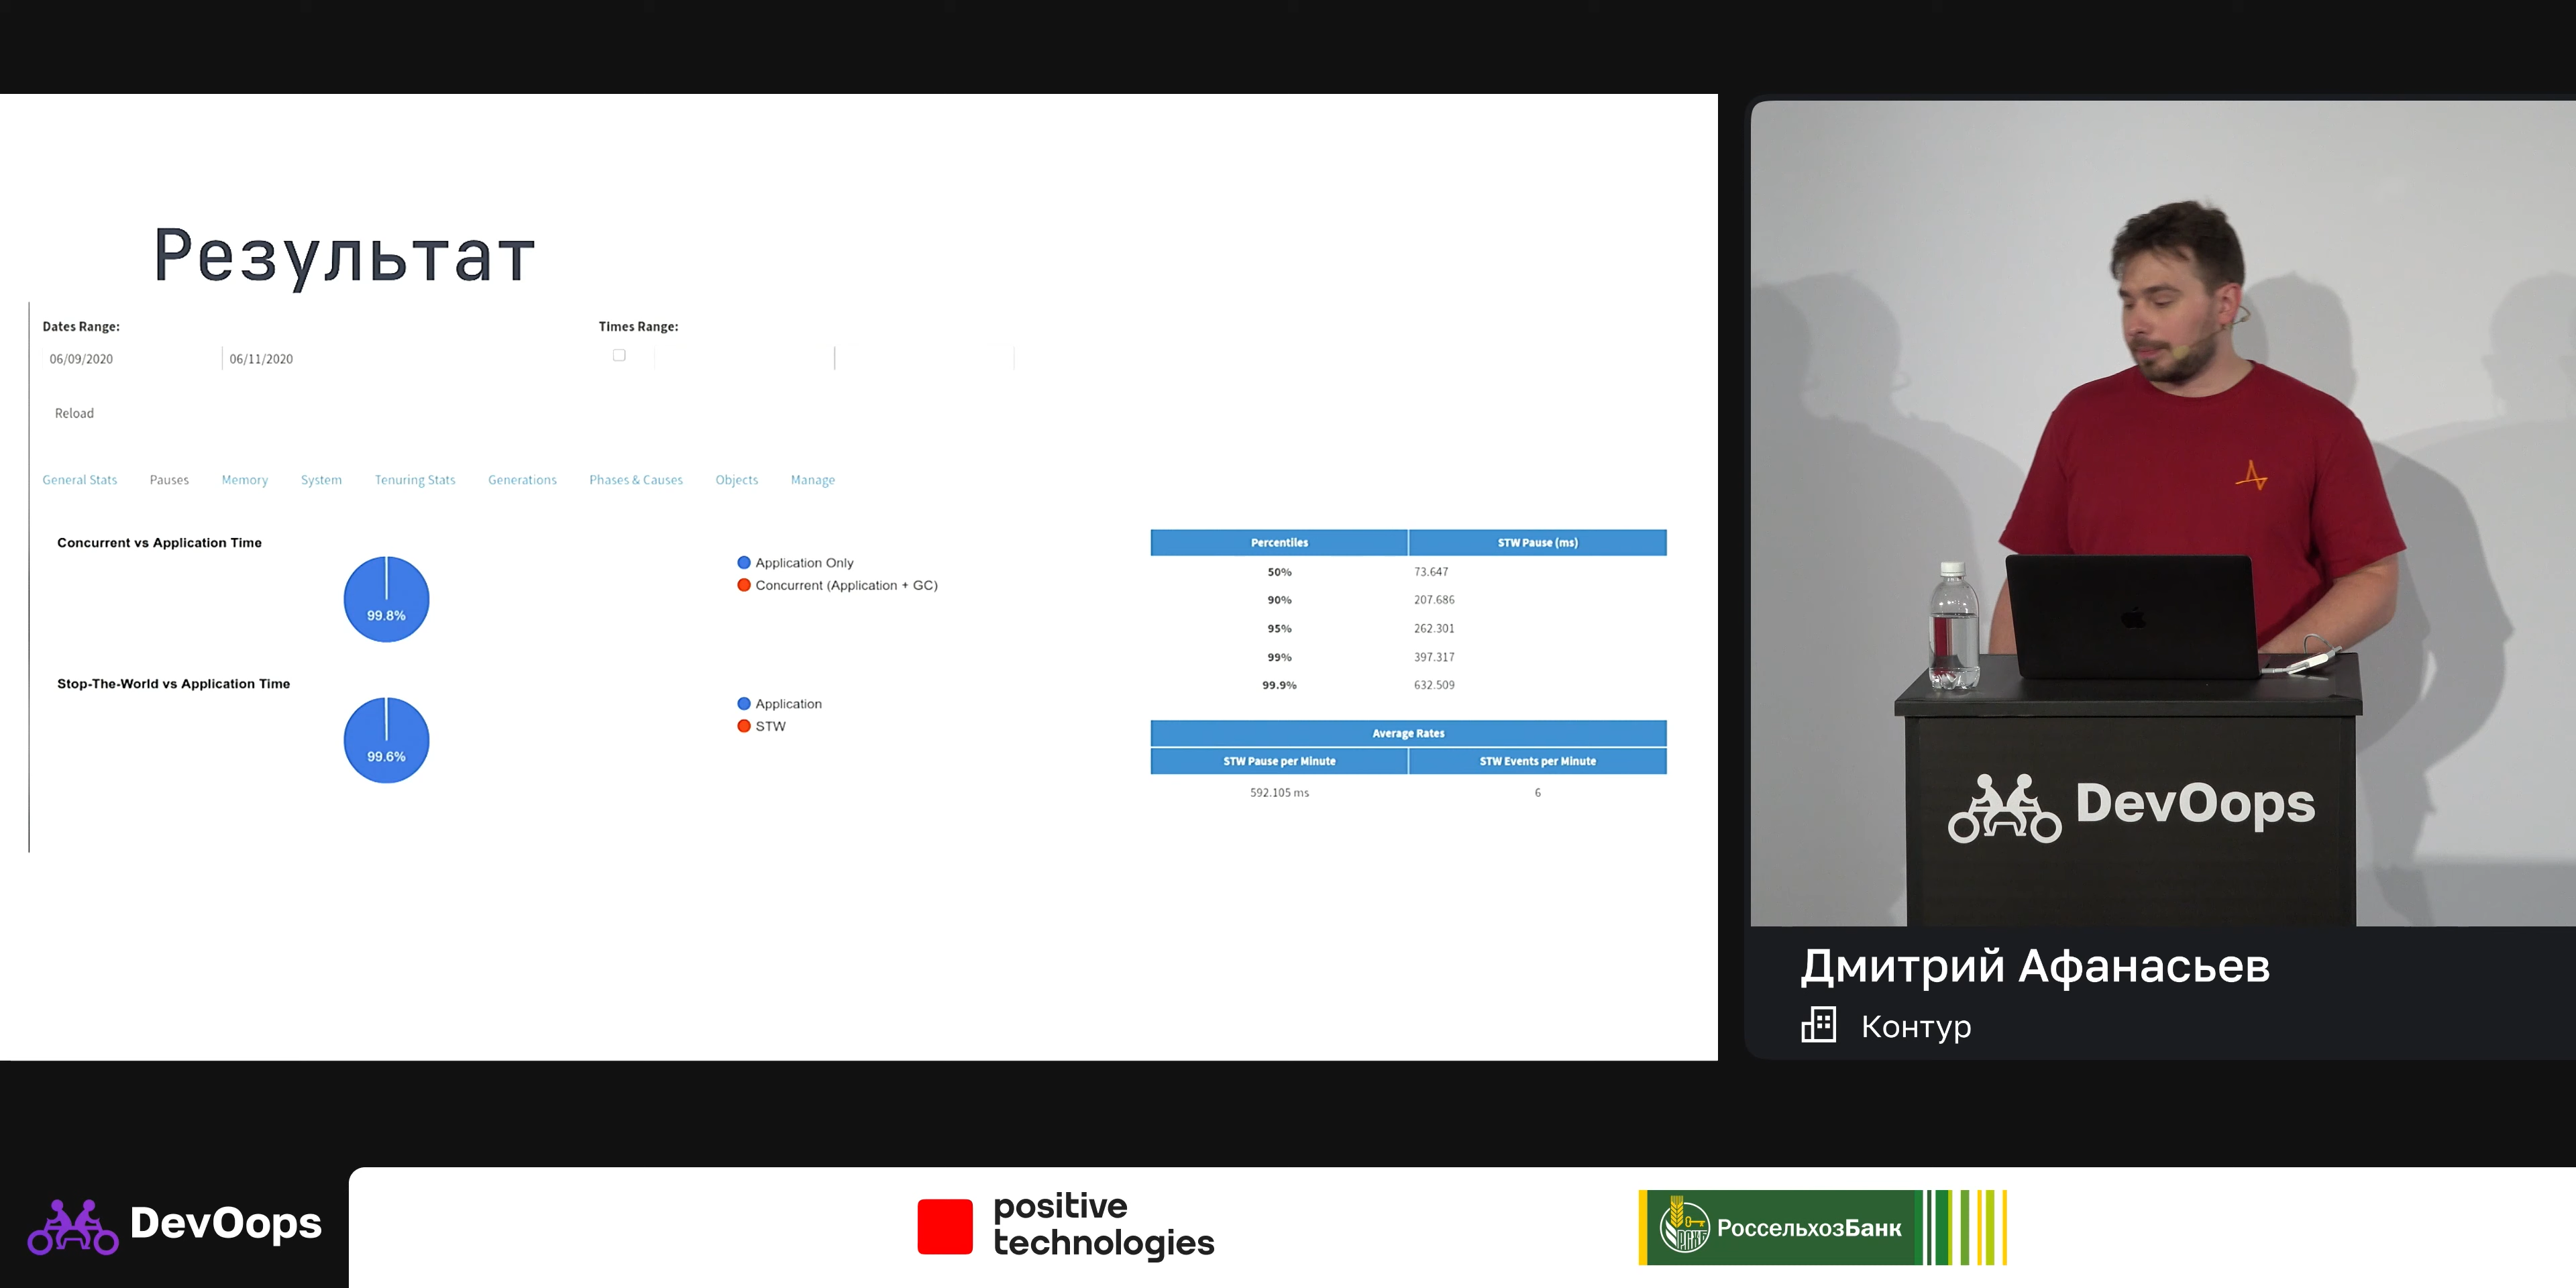 Результат
Dates Range:
Times Range:
06/09/2020
06/11/2020
Reload
General Stats
Pauses
Memory
System
Tenuring Stats
Generations
Phases & Causes
Objects
Manage
Concurrent vs Application Time
99.8%
Application Only
Concurrent (Application + GC)
Stop-The-World vs Application Time
99.6%
Application
STW
Percentiles STW Pause (ms)
50% 73.647
90% 207.686
95% 262.301
99% 397.317
99.9% 632.509
Average Rates
STW Pause per Minute STW Events per Minute
592.105 ms 6
DevOops
Дмитрий Афанасьев
Контур
DevOops
positive
technologies
РСХБ
РоссельхозБанк